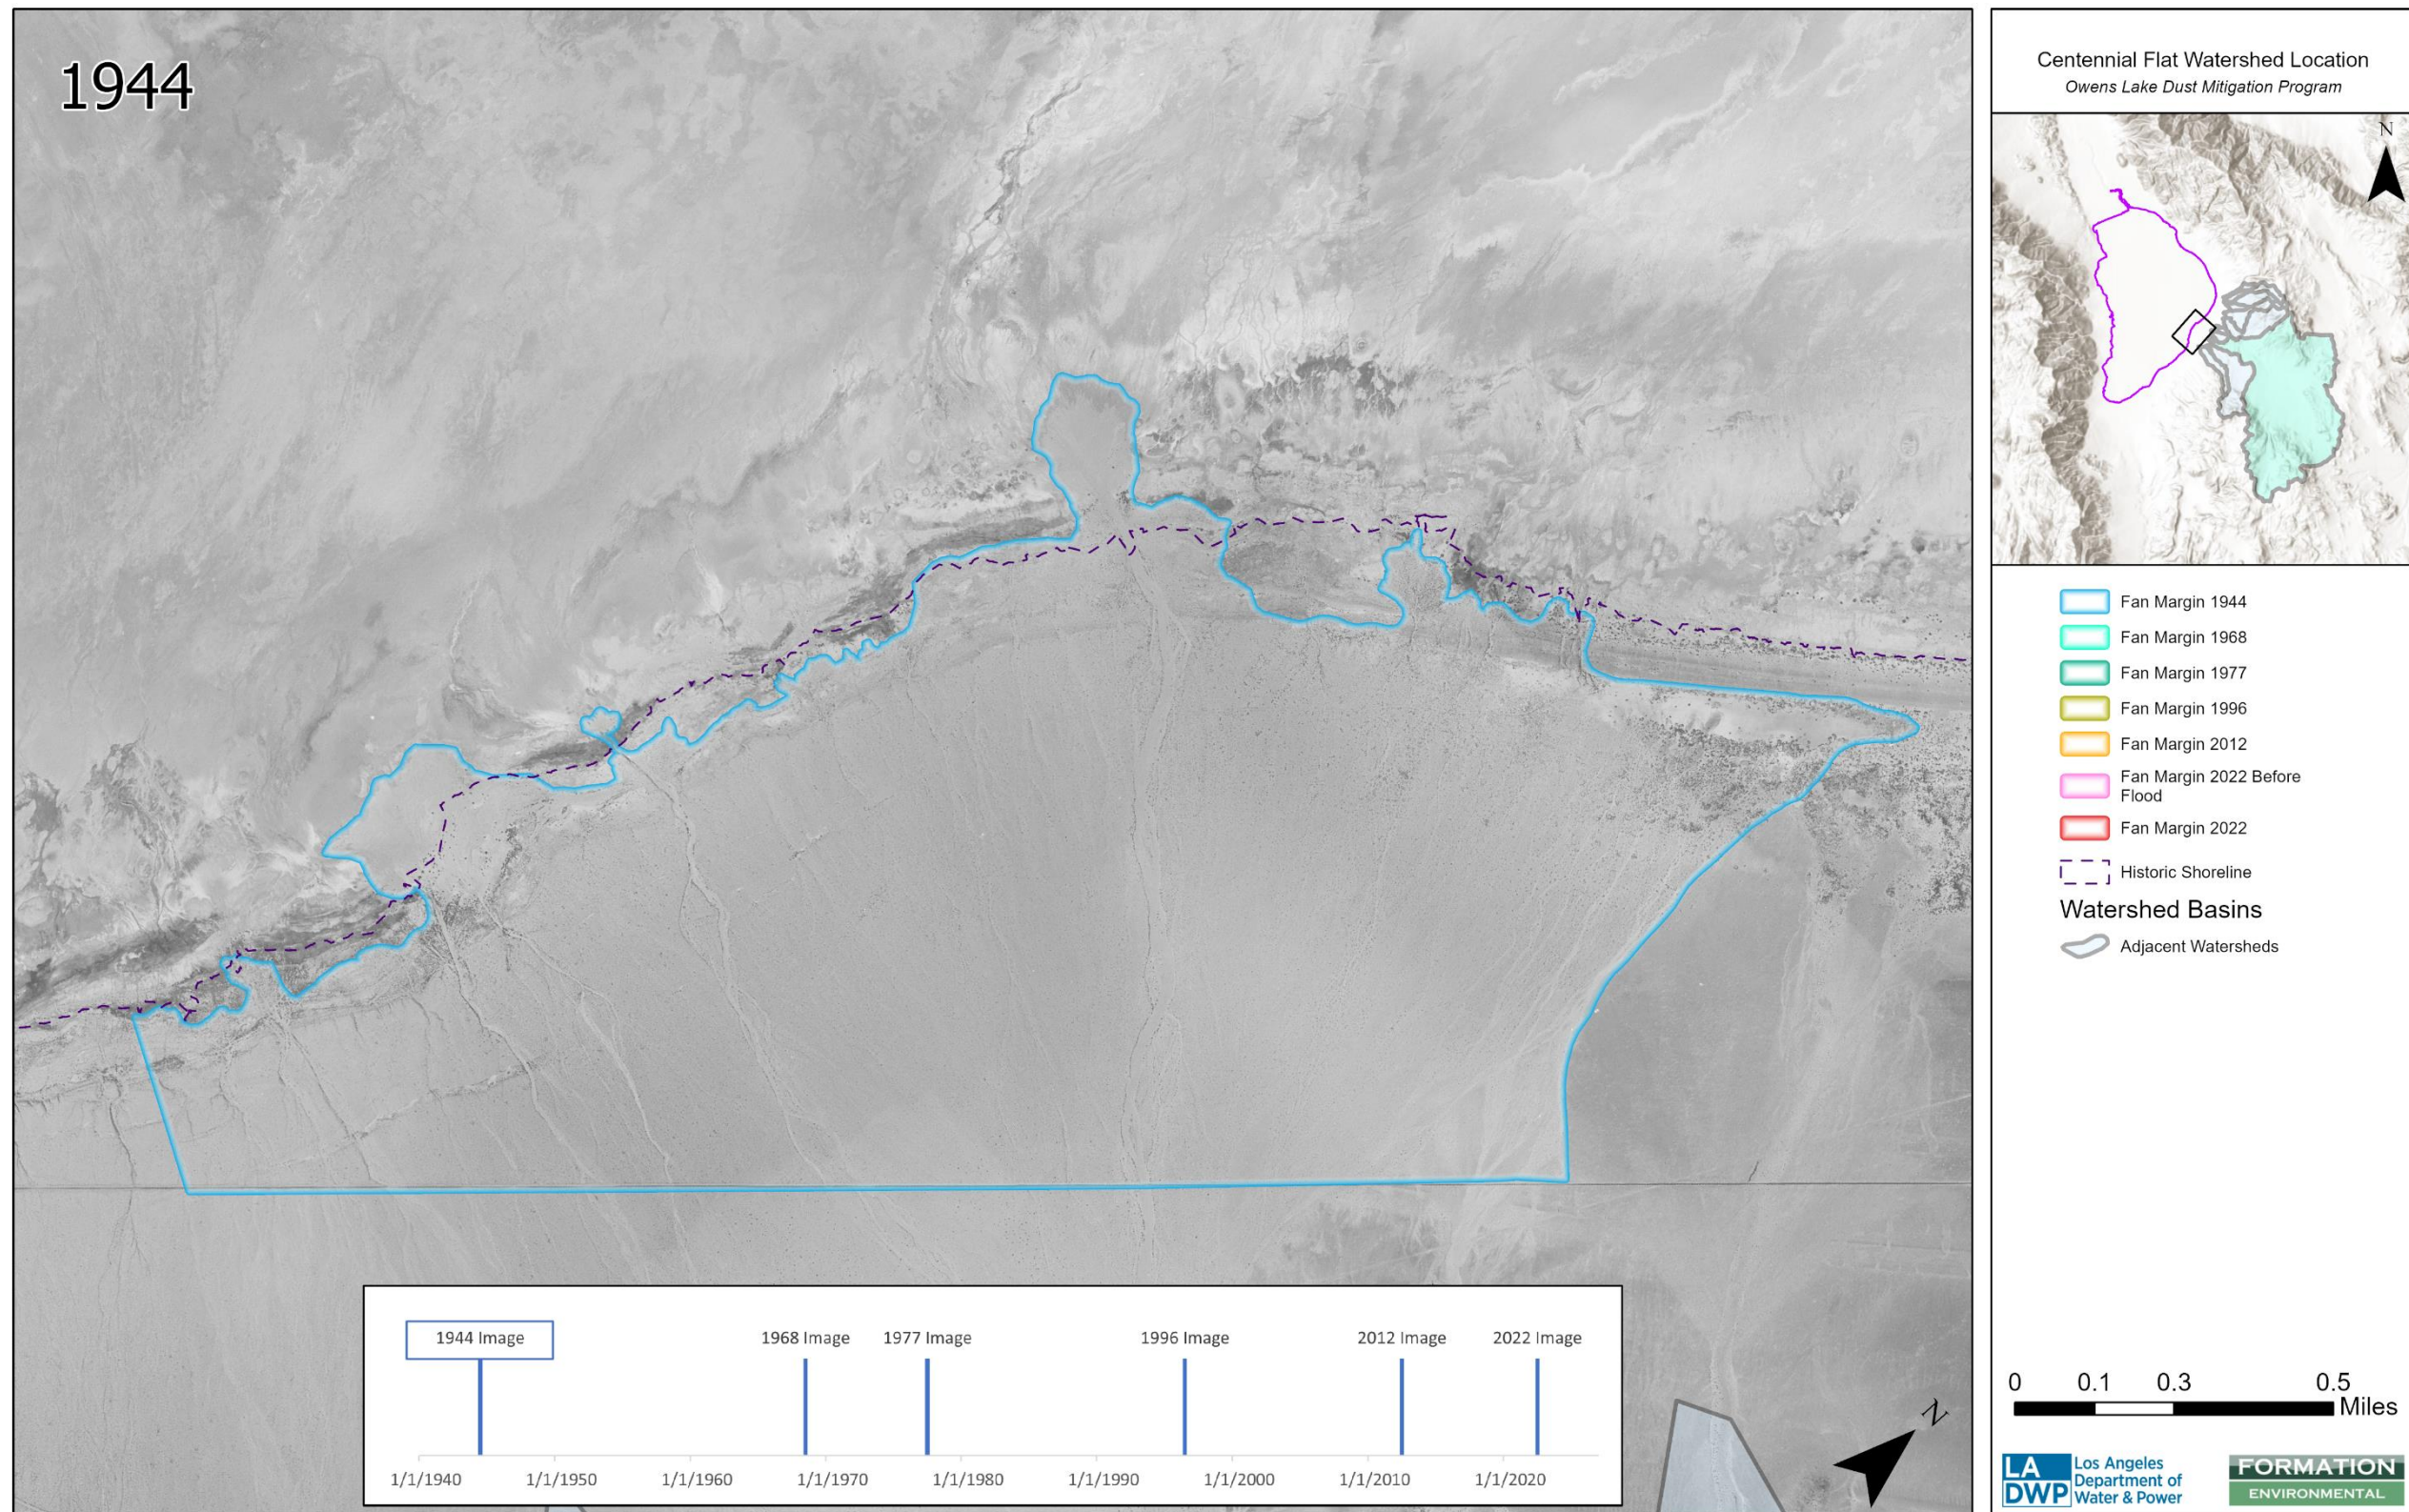 1944
1944 Image
1968 Image
1977 Image
1996 Image
2012 Image
2022 Image
1/1/1940
1/1/1950
1/1/1960
1/1/1970
1/1/1980
1/1/1990
1/1/2000
1/1/2010
1/1/2020
N
Centennial Flat Watershed Location
Owens Lake Dust Mitigation Program
N
Fan Margin 1944
Fan Margin 1968
Fan Margin 1977
Fan Margin 1996
Fan Margin 2012
Fan Margin 2022 Before
Flood
Fan Margin 2022
Historic Shoreline
Watershed Basins
Adjacent Watersheds
0 0.1 0.3 0.5
Miles
LA
DWP
Los Angeles
Department of
Water & Power
FORMATION
ENVIRONMENTAL